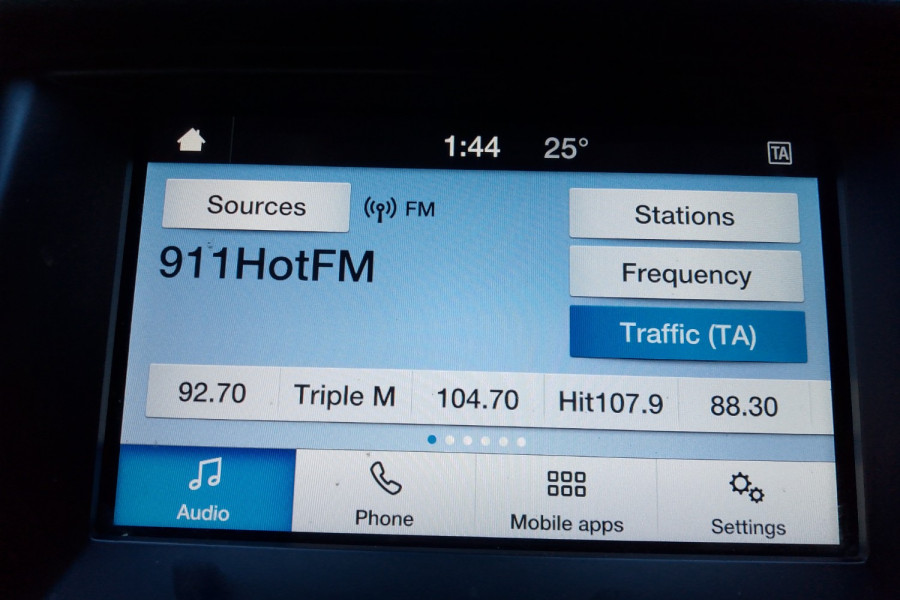 1:44 25° TA
Sources FM Stations
911HotFM
Frequency
Traffic (TA)
92.70 Triple M 104.70 Hit107.9 88.30
Audio Phone Mobile apps Settings